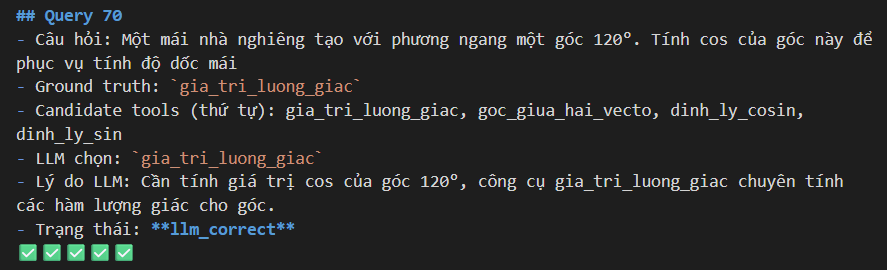 ## Query 70
- Câu hỏi: Một mái nhà nghiêng tạo với phương ngang một góc 120°. Tính cos của góc này để
phục vụ tính độ dốc mái
- Ground truth: `gia_tri_luong_giac`
- Candidate tools (thứ tự): gia_tri_luong_giac, goc_giua_hai_vecto, dinh_ly_cosin,
dinh_ly_sin
- LLM chọn: `gia_tri_luong_giac`
- Lý do LLM: Cần tính giá trị cos của góc 120°, công cụ gia_tri_luong_giac chuyên tính
các hàm lượng giác cho góc.
- Trạng thái: **llm_correct**
✅✅✅✅✅